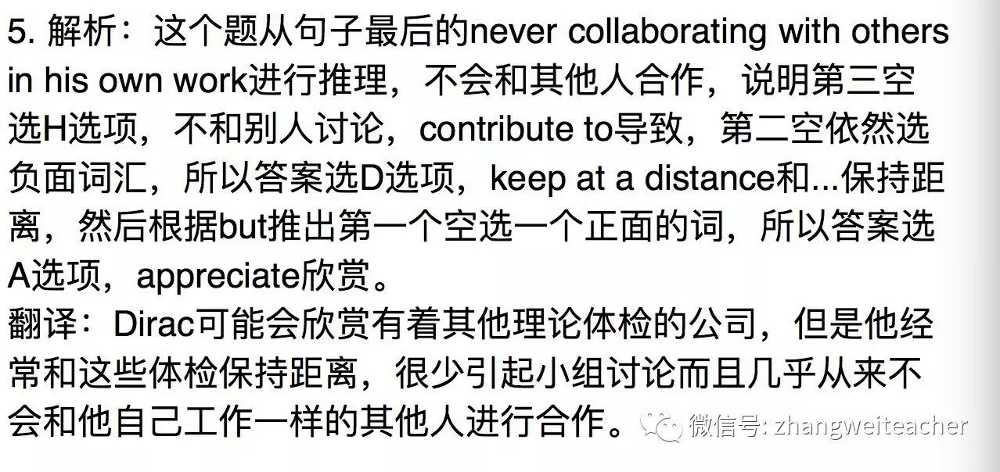 5. 解析：这个题从句子最后的never collaborating with others
in his own work进行推理，不会和其他人合作，说明第三空
选H选项，不和别人讨论，contribute to导致，第二空依然选
负面词汇，所以答案选D选项，keep at a distance和...保持距
离，然后根据but推出第一个空选一个正面的词，所以答案选
A选项，appreciate欣赏。
翻译：Dirac可能会欣赏有着其他理论体检的公司，但是他经
常和这些体检保持距离，很少引起小组讨论而且几乎从来不
会和他自己工作一样的其他人进行合作。
微信号: zhangweiteacher